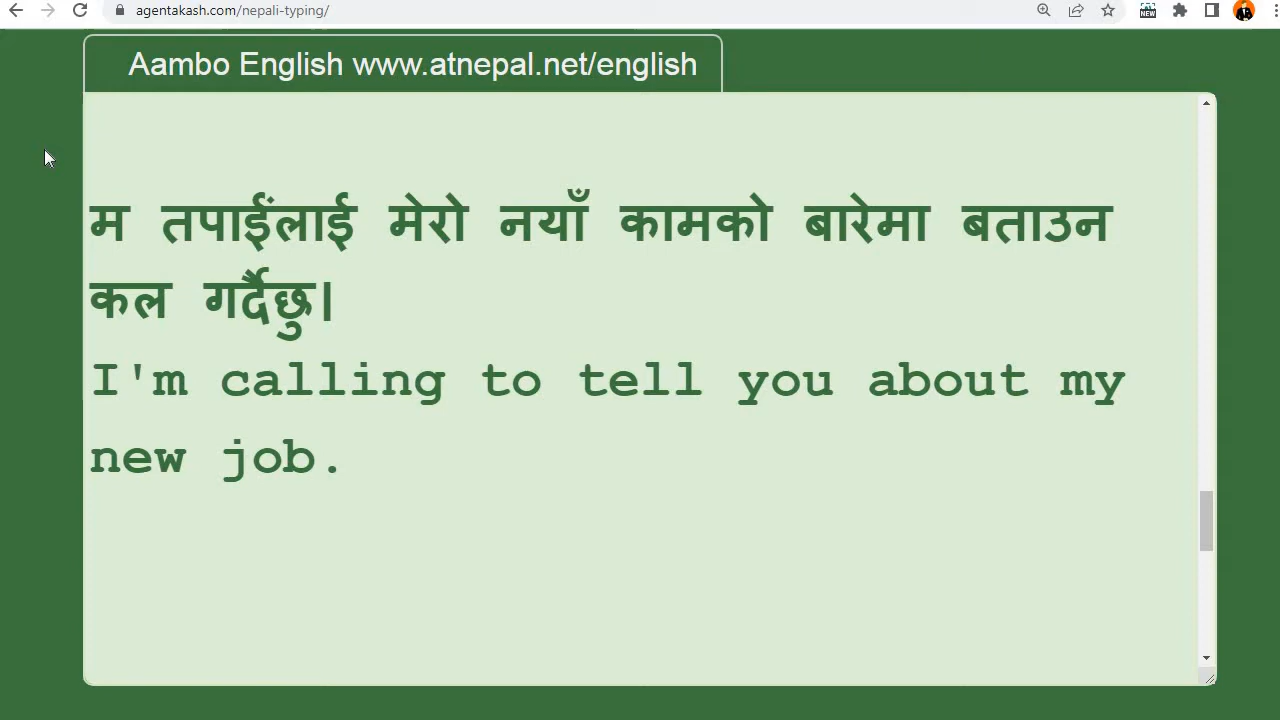 agentakash.com/nepali-typing/
NEW
Aambo English www.atnepal.net/english
म तपाईंलाई मेरो नयाँ कामको बारेमा बताउन
कल गर्दैछु।
I'm calling to tell you about my
new job.